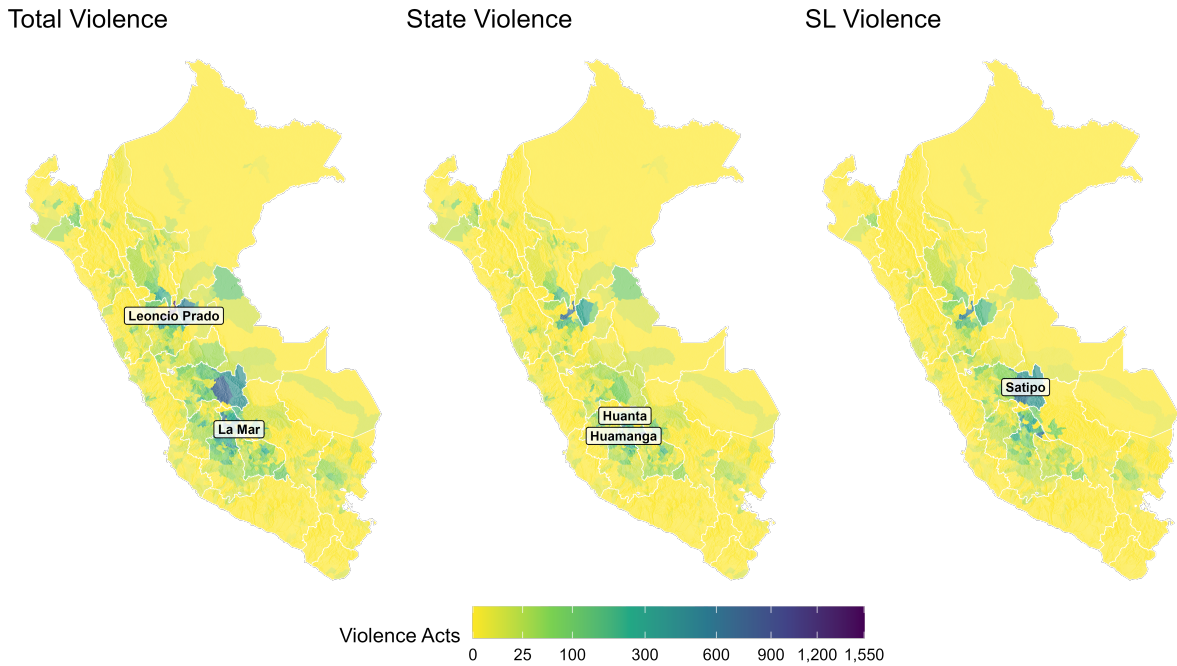 Total Violence
State Violence
SL Violence
Leoncio Prado
La Mar
Huanta
Huamanga
Satipo
Violence Acts
0 25 100 300 600 900 1,200 1,550